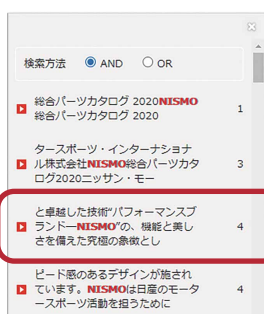 検索方法 AND OR
総合パーツカタログ 2020NISMO
総合パーツカタログ 2020
1
タースポーツ・インターナショナ
ル株式会社NISMO総合パーツカタ
ログ2020ニッサン・モー
3
と卓越した技術“パフォーマンスブ
ランド―NISMO”の、機能と美し
さを備えた究極の象徴とし
4
ピード感のあるデザインが施され
ています。NISMOは日産のモータ
ースポーツ活動を担うために
4